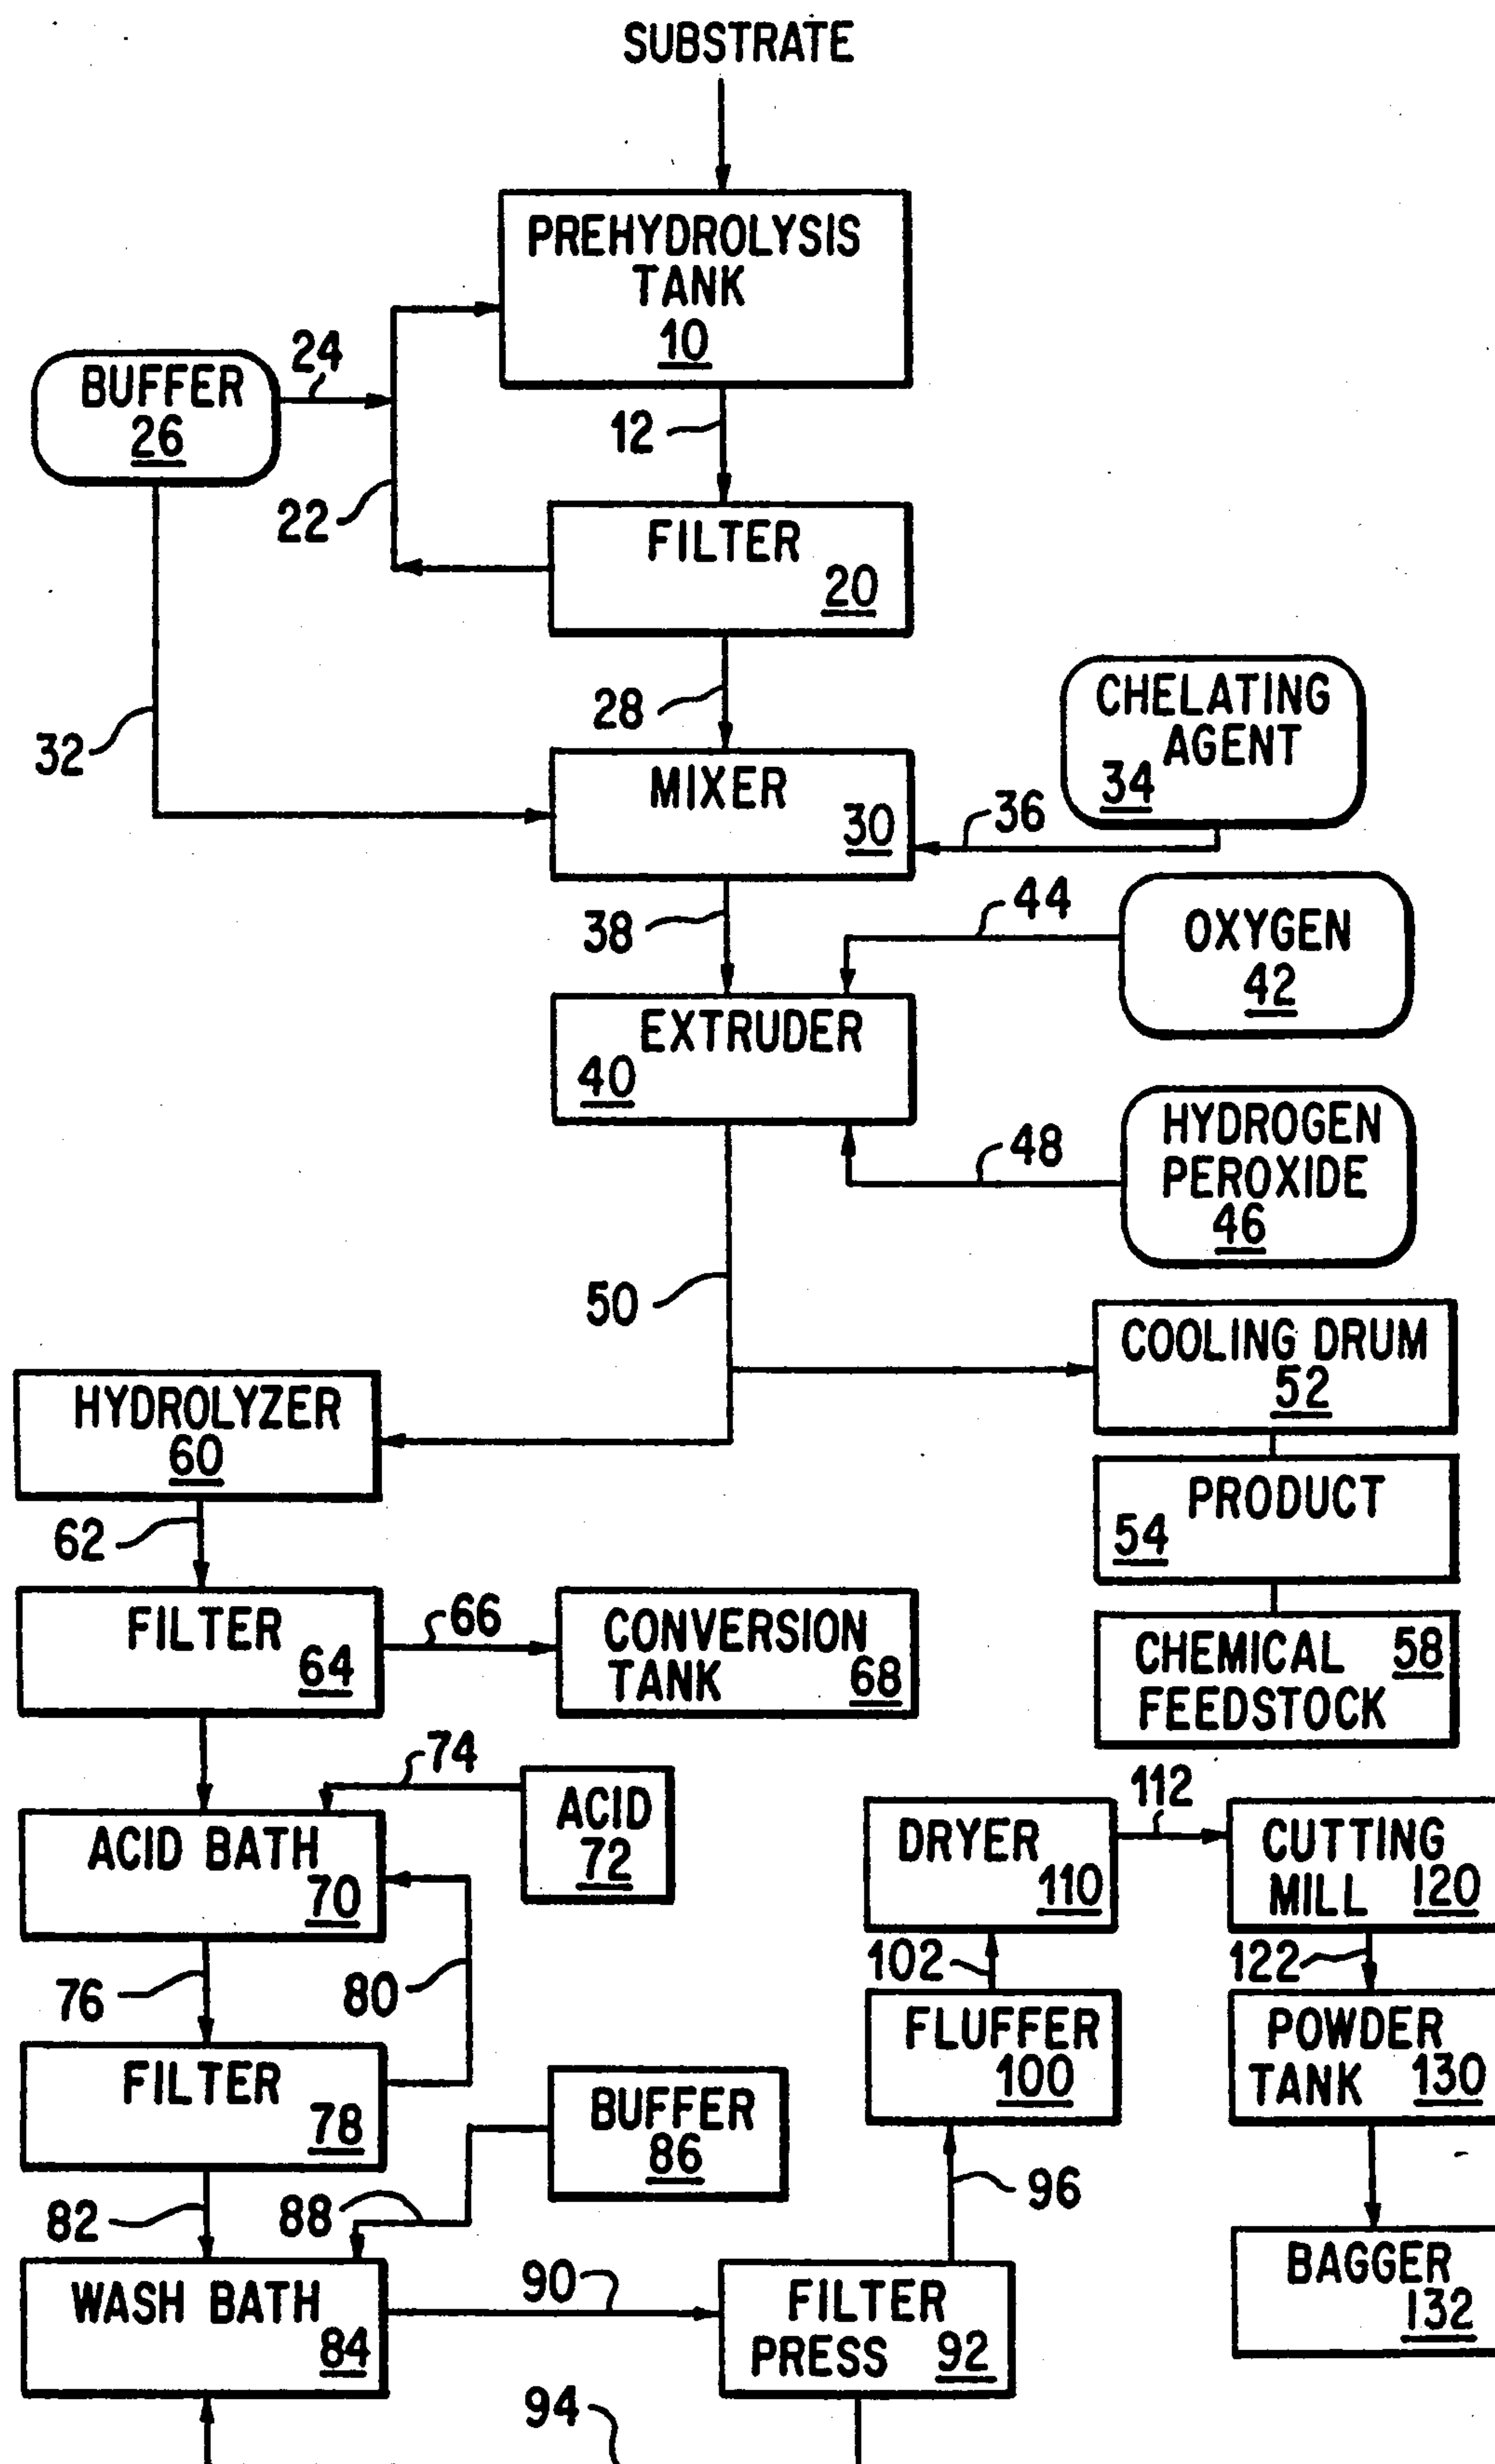 SUBSTRATE
PREHYDROLYSIS
TANK
10
24
BUFFER
26
12
22
FILTER
20
28
CHELATING
AGENT
34
32
MIXER
30
36
38
44
OXYGEN
42
EXTRUDER
40
HYDROGEN
PEROXIDE
46
48
50
COOLING DRUM
52
HYDROLYZER
60
PRODUCT
54
62
FILTER
64
66
CONVERSION
TANK 68
CHEMICAL 58
FEEDSTOCK
74
ACID
72
112
ACID BATH
70
DRYER
110
CUTTING
MILL 120
76
80
102
122
FILTER
78
FLUFFER
100
POWDER
TANK 130
BUFFER
86
82
88
96
WASH BATH
84
90
FILTER
PRESS 92
BAGGER
132
94